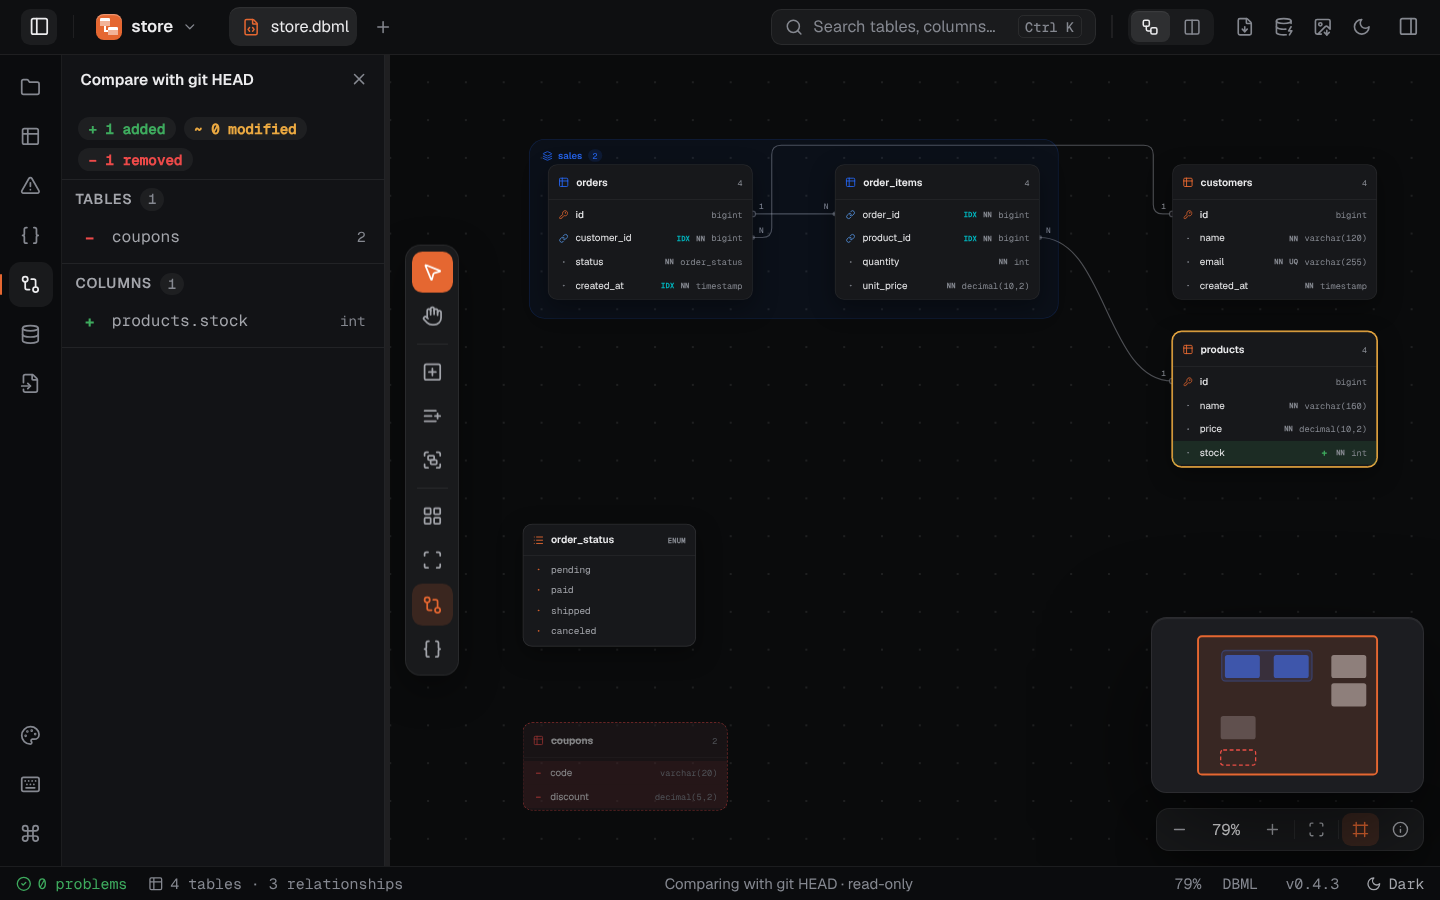 store
store.dbml
Search tables, columns...
Ctrl K
Compare with git HEAD
+ 1 added
~ 0 modified
− 1 removed
TABLES 1
− coupons 2
COLUMNS 1
+ products.stock int
sales 2
orders 4
id bigint
customer_id IDX NN bigint
status NN order_status
created_at IDX NN timestamp
1
N
N
order_items 4
order_id IDX NN bigint
product_id IDX NN bigint
quantity NN int
unit_price NN decimal(10,2)
N
1
customers 4
id bigint
name NN varchar(120)
email NN UQ varchar(255)
created_at NN timestamp
1
products 4
id bigint
name NN varchar(160)
price NN decimal(10,2)
stock + NN int
order_status ENUM
pending
paid
shipped
canceled
coupons 2
− code varchar(20)
− discount decimal(5,2)
− 79% +
0 problems
4 tables · 3 relationships
Comparing with git HEAD · read-only
79%
DBML
v0.4.3
Dark